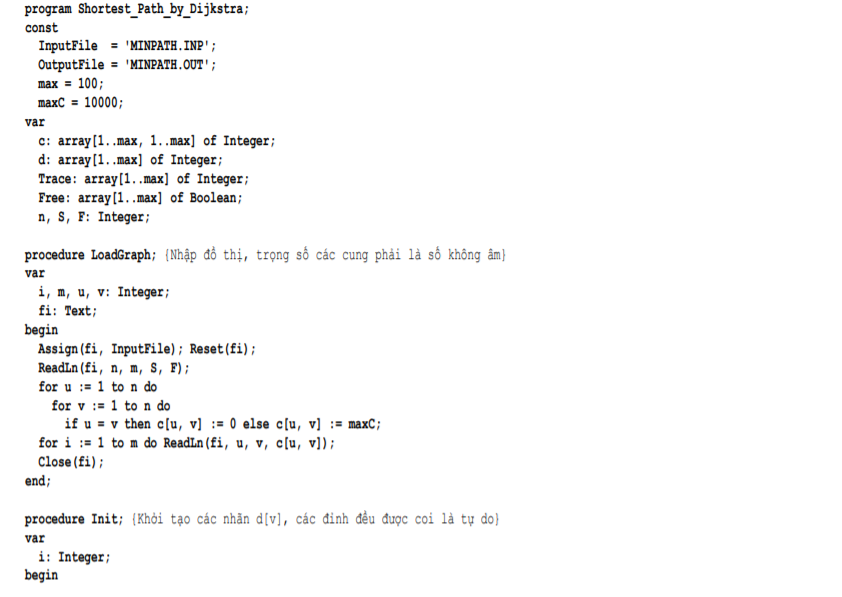 program Shortest_Path_by_Dijkstra;
const
InputFile = 'MINPATH.INP';
OutputFile = 'MINPATH.OUT';
max = 100;
maxC = 10000;
var
c: array[1..max, 1..max] of Integer;
d: array[1..max] of Integer;
Trace: array[1..max] of Integer;
Free: array[1..max] of Boolean;
n, S, F: Integer;
procedure LoadGraph; {Nhập đồ thị, trọng số các cung phải là số không âm}
var
i, m, u, v: Integer;
fi: Text;
begin
Assign(fi, InputFile); Reset(fi);
ReadLn(fi, n, m, S, F);
for u := 1 to n do
for v := 1 to n do
if u = v then c[u, v] := 0 else c[u, v] := maxC;
for i := 1 to m do ReadLn(fi, u, v, c[u, v]);
Close(fi);
end;
procedure Init; {Khởi tạo các nhãn d[v], các đỉnh đều được coi là tự do}
var
i: Integer;
begin